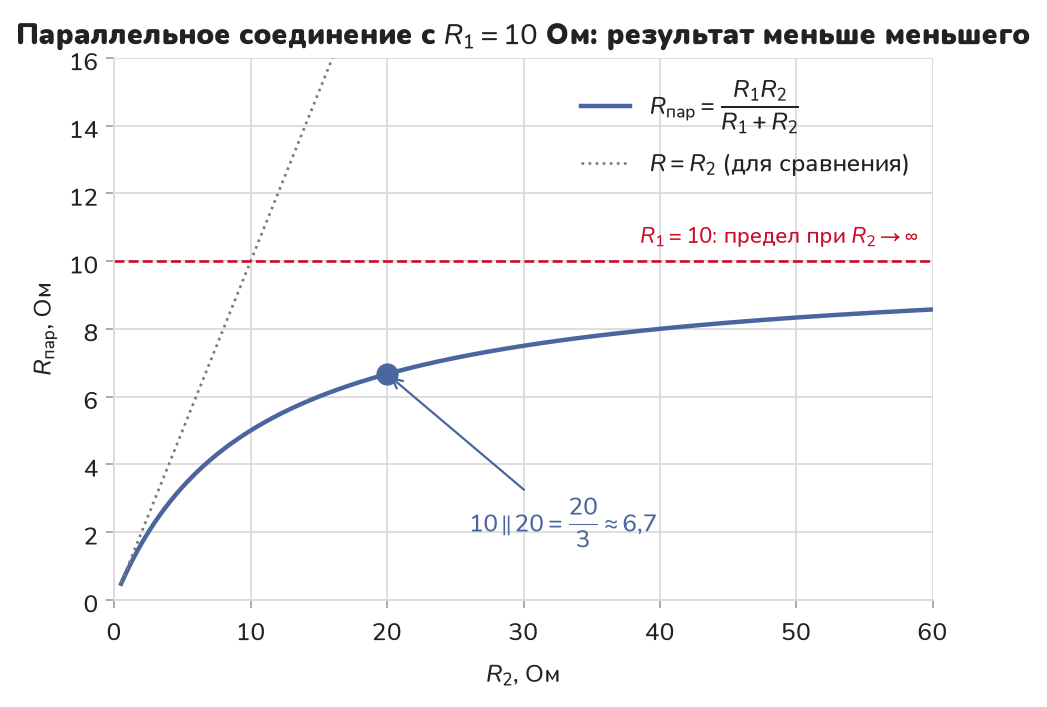 Параллельное соединение с R₁ = 10 Ом: результат меньше меньшего
Rпар = R₁R₂ / (R₁ + R₂)
R = R₂ (для сравнения)
R₁ = 10: предел при R₂ → ∞
10 ∥ 20 = 20/3 ≈ 6,7
Rпар, Ом
16
14
12
10
8
6
4
2
0
0 10 20 30 40 50 60
R₂, Ом